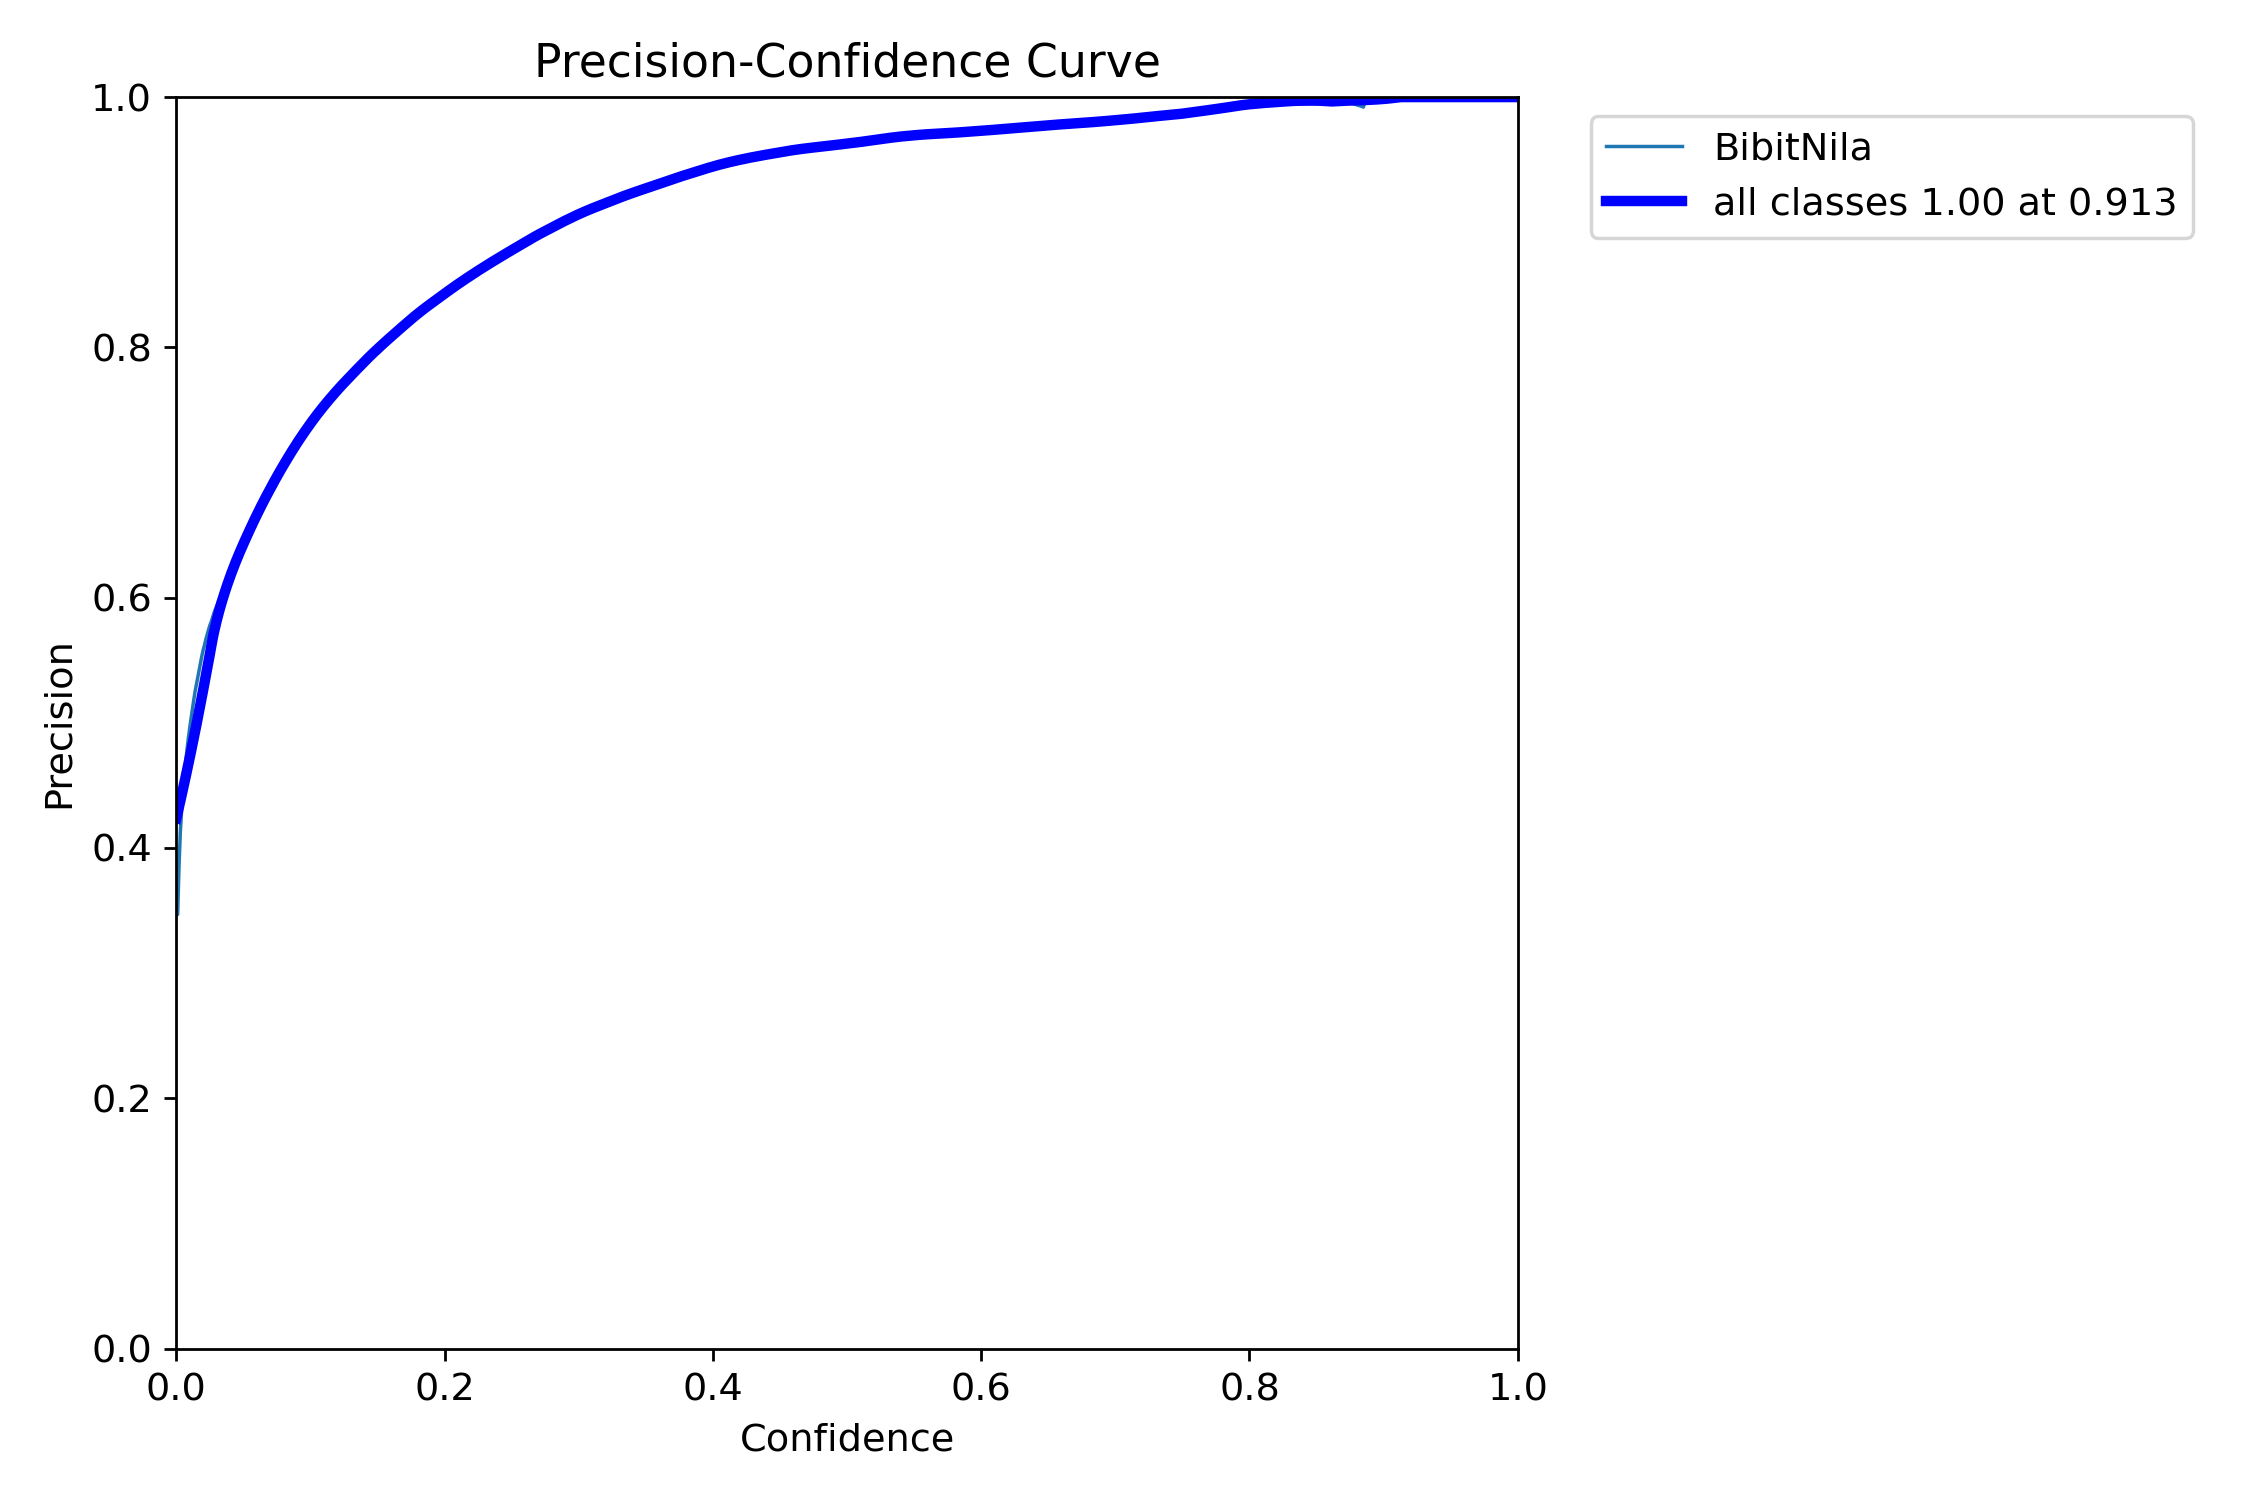 Precision-Confidence Curve
1.0
0.8
0.6
0.4
0.2
0.0
Precision
0.0 0.2 0.4 0.6 0.8 1.0
Confidence
BibitNila
all classes 1.00 at 0.913